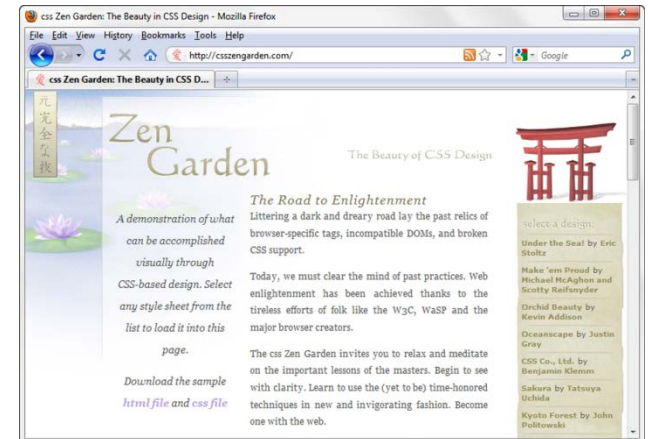 css Zen Garden: The Beauty in CSS Design - Mozilla Firefox
File Edit View History Bookmarks Tools Help
http://csszengarden.com/
Google
css Zen Garden: The Beauty in CSS D...
元
完
全
な
Zen
Garden
The Beauty of CSS Design
A demonstration of what
can be accomplished
visually through
CSS-based design. Select
any style sheet from the
list to load it into this
page.
Download the sample
html file and css file
The Road to Enlightenment
Littering a dark and dreary road lay the past relics of
browser-specific tags, incompatible DOMs, and broken
CSS support.
Today, we must clear the mind of past practices. Web
enlightenment has been achieved thanks to the
tireless efforts of folk like the W3C, WaSP and the
major browser creators.
The css Zen Garden invites you to relax and meditate
on the important lessons of the masters. Begin to see
with clarity. Learn to use the (yet to be) time-honored
techniques in new and invigorating fashion. Become
one with the web.
select a design:
Under the Sea! by Eric
Stoltz
Make 'em Proud by
Michael McAghon and
Scotty Reifsnyder
Orchid Beauty by
Kevin Addison
Oceanscape by Justin
Gray
CSS Co., Ltd. by
Benjamin Klemm
Sakura by Tatsuya
Uchida
Kyoto Forest by John
Politowski